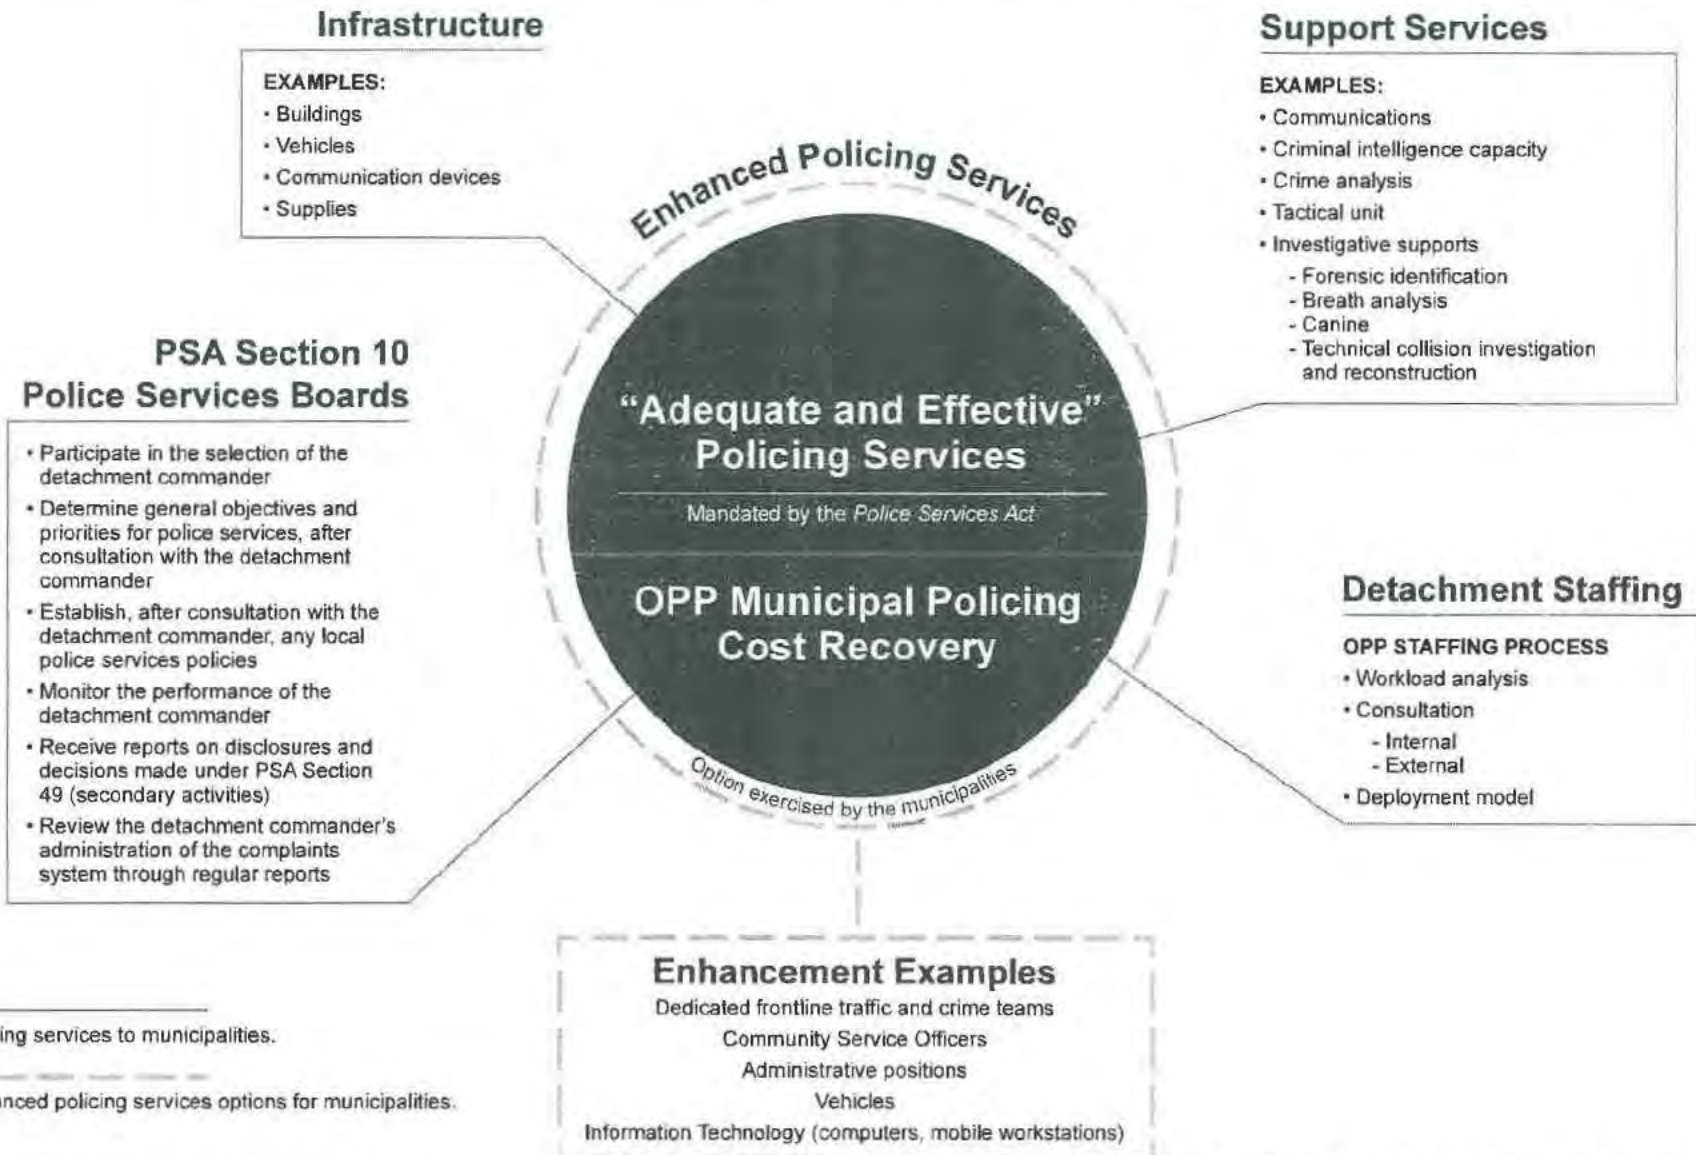 Infrastructure
EXAMPLES:
• Buildings
• Vehicles
• Communication devices
• Supplies
Support Services
EXAMPLES:
• Communications
• Criminal intelligence capacity
• Crime analysis
• Tactical unit
• Investigative supports
- Forensic identification
- Breath analysis
- Canine
- Technical collision investigation
and reconstruction
PSA Section 10
Police Services Boards
• Participate in the selection of the
detachment commander
• Determine general objectives and
priorities for police services, after
consultation with the detachment
commander
• Establish, after consultation with the
detachment commander, any local
police services policies
• Monitor the performance of the
detachment commander
• Receive reports on disclosures and
decisions made under PSA Section
49 (secondary activities)
• Review the detachment commander's
administration of the complaints
system through regular reports
Enhanced Policing Services
“Adequate and Effective”
Policing Services
Mandated by the Police Services Act
OPP Municipal Policing
Cost Recovery
Option exercised by the municipalities
Detachment Staffing
OPP STAFFING PROCESS
• Workload analysis
• Consultation
- Internal
- External
• Deployment model
Enhancement Examples
Dedicated frontline traffic and crime teams
Community Service Officers
Administrative positions
Vehicles
Information Technology (computers, mobile workstations)
ing services to municipalities.
nced policing services options for municipalities.